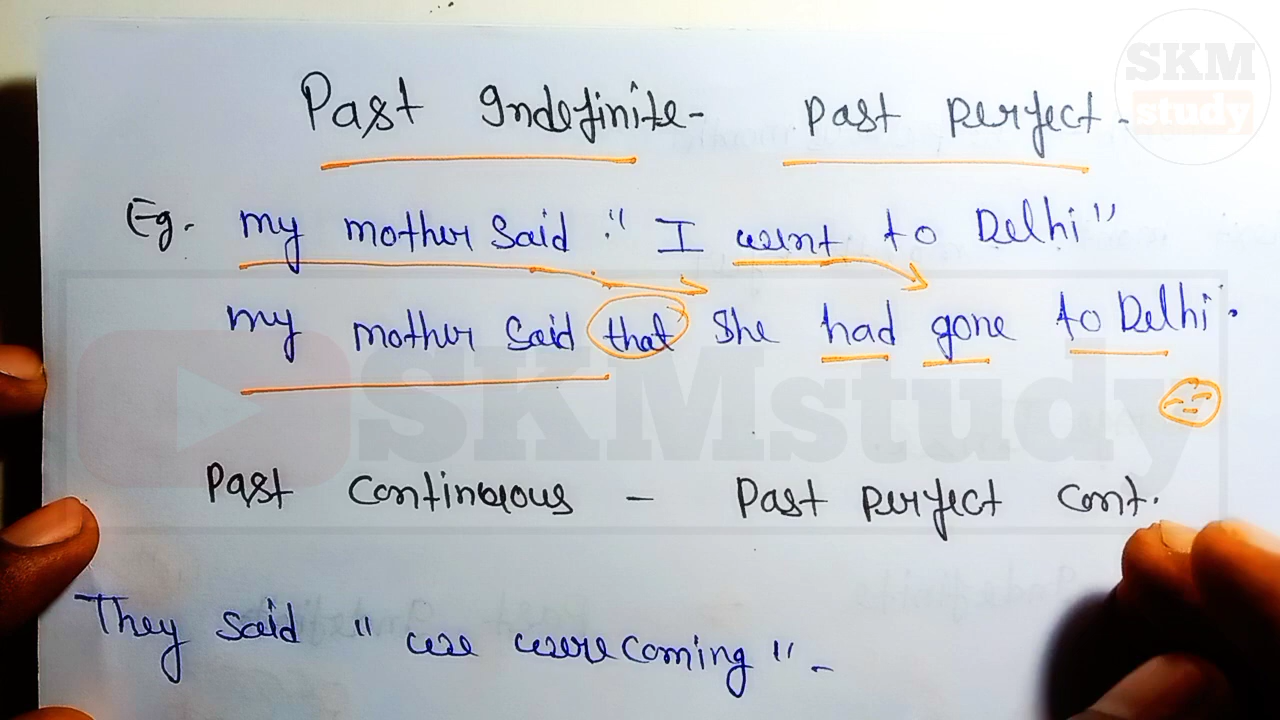 SKM
study
Past Indefinite - Past Perfect -
Eg. my mother said :" I went to Delhi"
my mother said that she had gone to Delhi .
SKMstudy
Past Continuous - Past perfect cont.
They said " we were coming " -